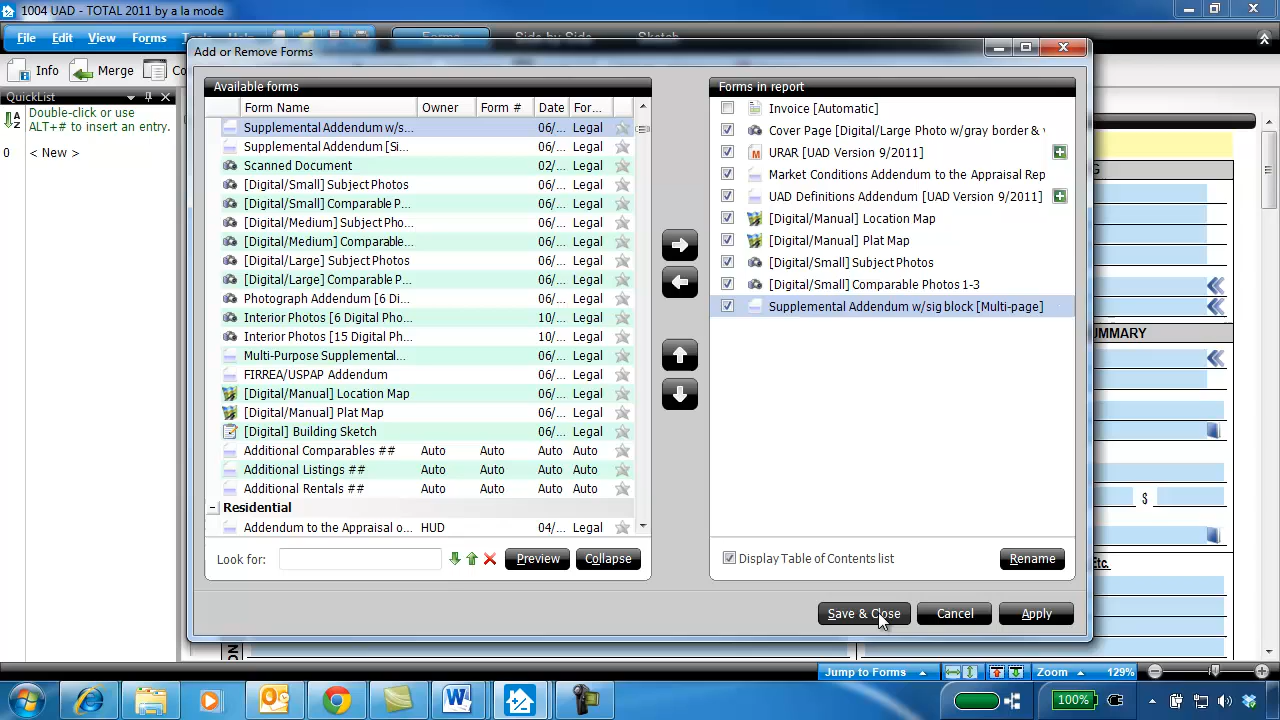 1004 UAD - TOTAL 2011 by a la mode
File Edit View Forms
Info Merge
QuickList
Double-click or use
ALT+# to insert an entry.
0 < New >
Add or Remove Forms
Available forms
Form Name Owner Form # Date For...
Supplemental Addendum w/s... 06/... Legal
Supplemental Addendum [Si... 06/... Legal
Scanned Document 02/... Legal
[Digital/Small] Subject Photos 06/... Legal
[Digital/Small] Comparable P... 06/... Legal
[Digital/Medium] Subject Pho... 06/... Legal
[Digital/Medium] Comparable... 06/... Legal
[Digital/Large] Subject Photos 06/... Legal
[Digital/Large] Comparable P... 06/... Legal
Photograph Addendum [6 Di... 06/... Legal
Interior Photos [6 Digital Pho... 10/... Legal
Interior Photos [15 Digital Ph... 10/... Legal
Multi-Purpose Supplemental... 06/... Legal
FIRREA/USPAP Addendum 06/... Legal
[Digital/Manual] Location Map 06/... Legal
[Digital/Manual] Plat Map 06/... Legal
[Digital] Building Sketch 06/... Legal
Additional Comparables ## Auto Auto Auto Auto
Additional Listings ## Auto Auto Auto Auto
Additional Rentals ## Auto Auto Auto Auto
Residential
Addendum to the Appraisal o... HUD 04/... Legal
Look for: Preview Collapse
Forms in report
Invoice [Automatic]
Cover Page [Digital/Large Photo w/gray border &
URAR [UAD Version 9/2011]
Market Conditions Addendum to the Appraisal Rep
UAD Definitions Addendum [UAD Version 9/2011]
[Digital/Manual] Location Map
[Digital/Manual] Plat Map
[Digital/Small] Subject Photos
[Digital/Small] Comparable Photos 1-3
Supplemental Addendum w/sig block [Multi-page]
Display Table of Contents list Rename
Save & Close Cancel Apply
UMMARY
$
Etc.
Jump to Forms Zoom 129%
100%